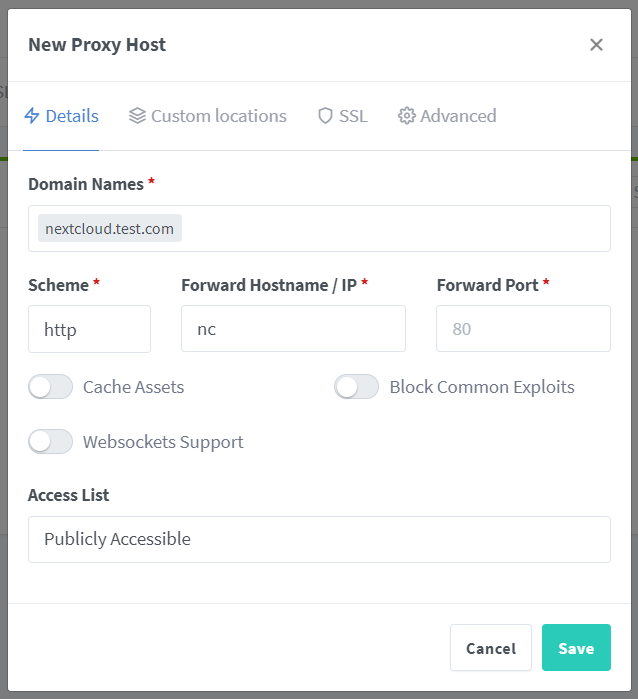 New Proxy Host ×
Details Custom locations SSL Advanced
Domain Names *
nextcloud.test.com
Scheme * Forward Hostname / IP * Forward Port *
http nc 80
Cache Assets Block Common Exploits
Websockets Support
Access List
Publicly Accessible
Cancel Save